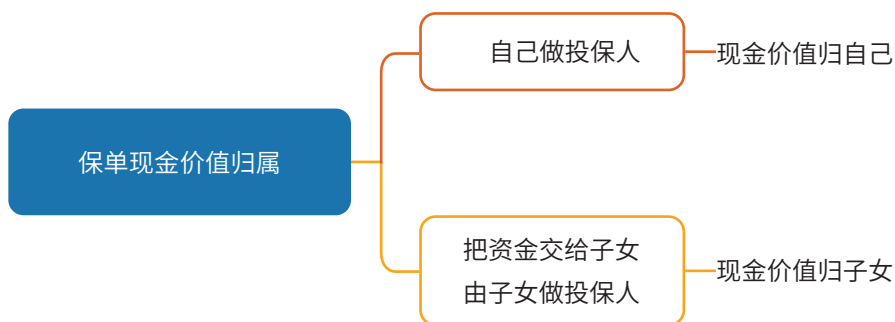 保单现金价值归属
自己做投保人
现金价值归自己
把资金交给子女
由子女做投保人
现金价值归子女